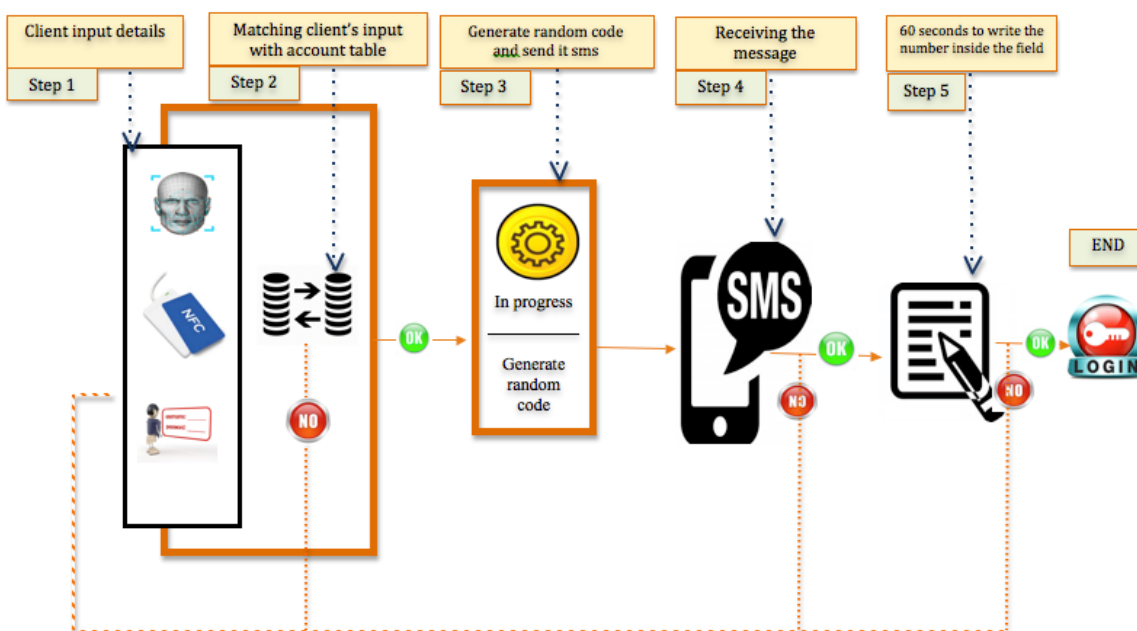 Client input details
Step 1
Matching client's input
with account table
Step 2
Generate random code
and send it sms
Step 3
Receiving the
message
Step 4
60 seconds to write the
number inside the field
Step 5
NFC
OK
NO
In progress
Generate
random
code
SMS
OK
NO
OK
NO
END
LOGIN